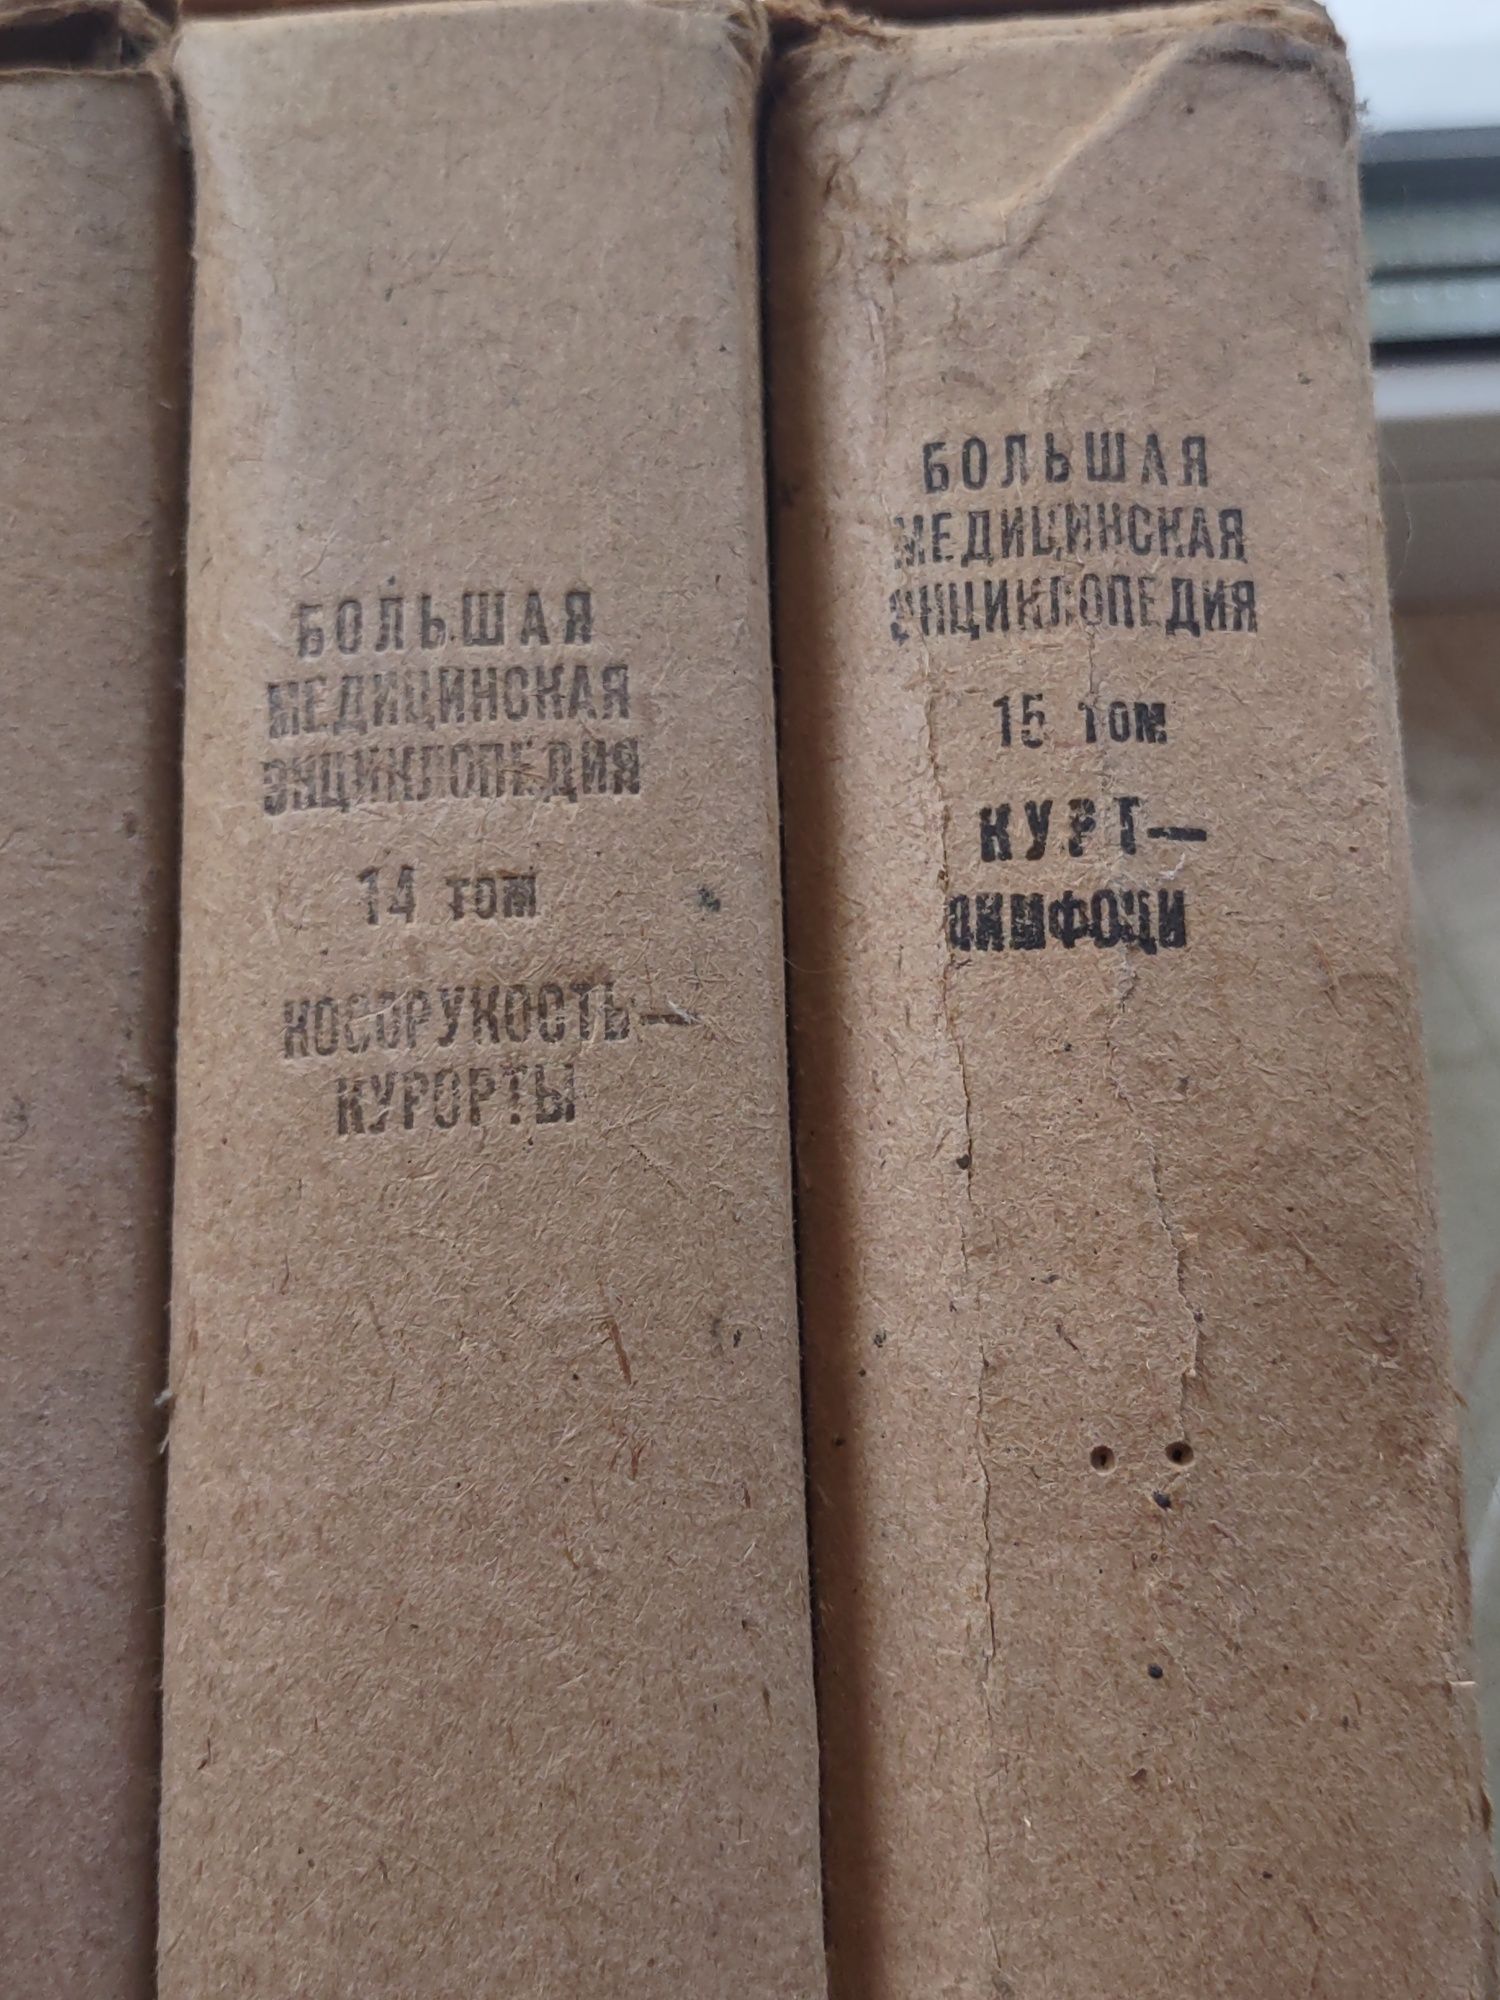 БОЛЬШАЯ
МЕДИЦИНСКАЯ
ЭНЦИКЛОПЕДИЯ
14 том
КОСОРУКОСТЬ—
КУРОРТЫ
БОЛЬШАЯ
МЕДИЦИНСКАЯ
ЭНЦИКЛОПЕДИЯ
15 том
КУРТ—
ЛИМФОЦИ